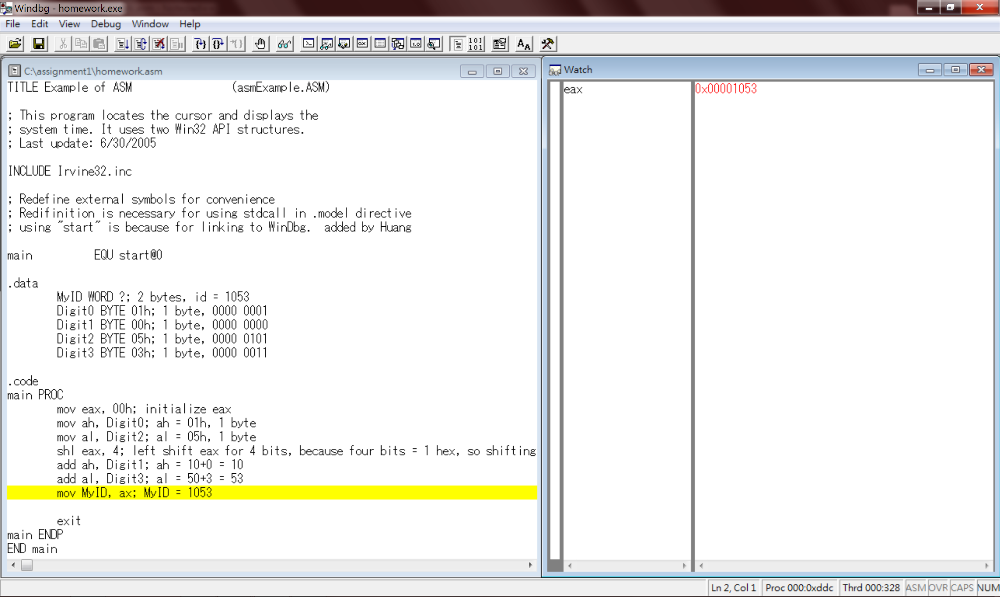 Windbg - homework.exe
File Edit View Debug Window Help
C:\assignment1\homework.asm
TITLE Example of ASM (asmExample.ASM)
; This program locates the cursor and displays the
; system time. It uses two Win32 API structures.
; Last update: 6/30/2005
INCLUDE Irvine32.inc
; Redefine external symbols for convenience
; Redifinition is necessary for using stdcall in .model directive
; using "start" is because for linking to WinDbg. added by Huang
main EQU start@0
.data
MyID WORD ?; 2 bytes, id = 1053
Digit0 BYTE 01h; 1 byte, 0000 0001
Digit1 BYTE 00h; 1 byte, 0000 0000
Digit2 BYTE 05h; 1 byte, 0000 0101
Digit3 BYTE 03h; 1 byte, 0000 0011
.code
main PROC
mov eax, 00h; initialize eax
mov ah, Digit0; ah = 01h, 1 byte
mov al, Digit2; al = 05h, 1 byte
shl eax, 4; left shift eax for 4 bits, because four bits = 1 hex, so shifting
add ah, Digit1; ah = 10+0 = 10
add al, Digit3; al = 50+3 = 53
mov MyID, ax; MyID = 1053
exit
main ENDP
END main
Watch
eax 0x00001053
Ln 2, Col 1 Proc 000:0xddc Thrd 000:328 ASM OVR CAPS NUM